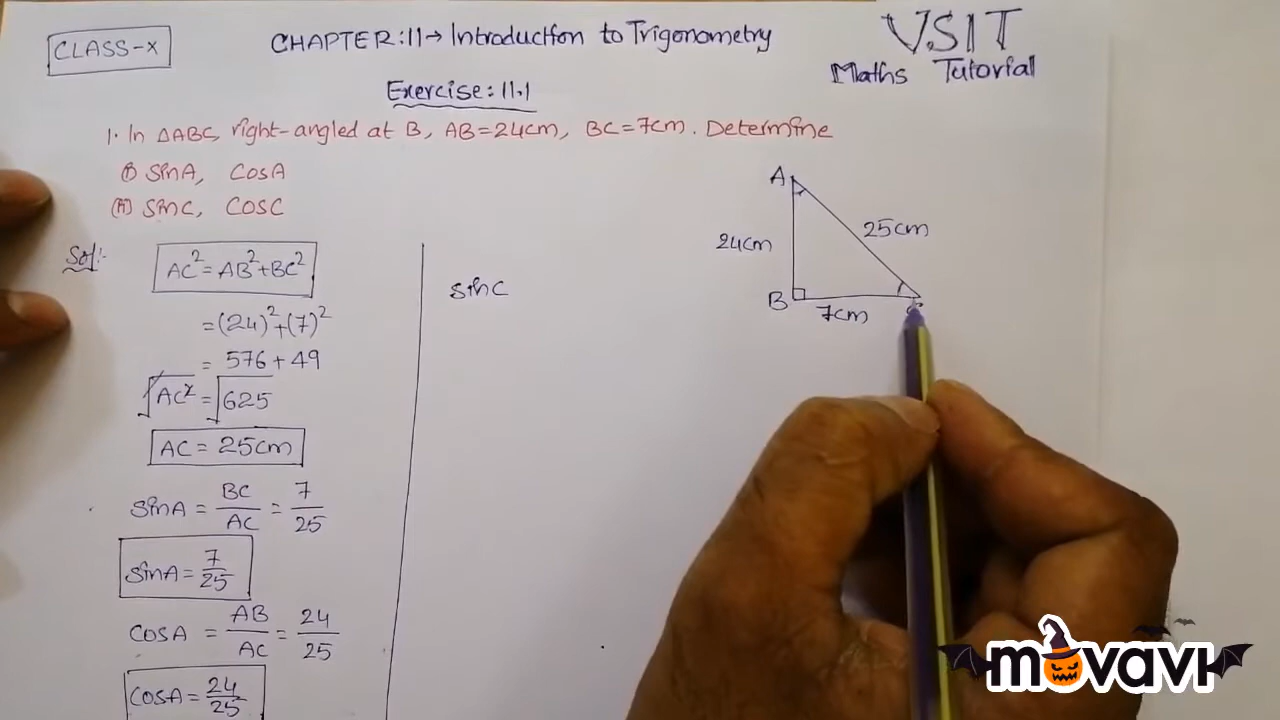 CLASS-X
CHAPTER:11→ Introduction to Trigonometry
VSIT
Maths Tutorial
Exercise: 11.1
1. In △ABC, right-angled at B, AB=24cm, BC=7cm. Determine
(i) SinA, CosA
(ii) SinC, COSC
Sol:-
AC² = AB² + BC²
= (24)² + (7)²
= 576 + 49
√AC² = √625
AC = 25cm
SinA = BC/AC = 7/25
SinA = 7/25
COSA = AB/AC = 24/25
COSA = 24/25
SinC
A
24cm
25cm
B
7cm
movavi